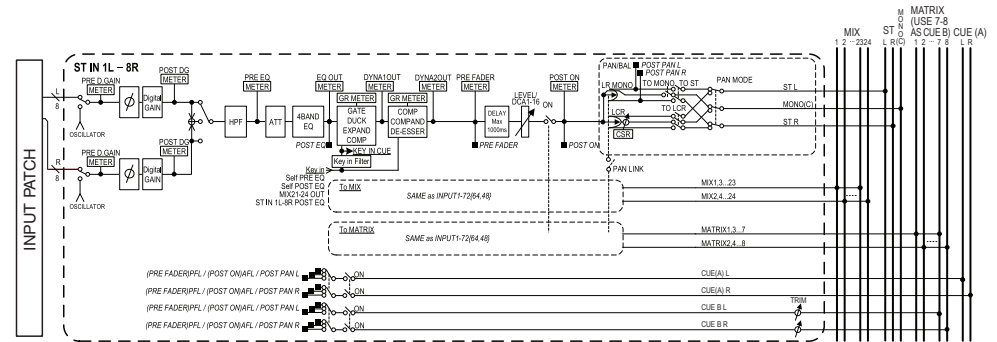 M O N O (C)
MATRIX
(USE 7-8
AS CUE B)
MIX
ST
CUE (A)
1 2 ··· 2324
L R
1 2 ··· 7 8
L R
ST IN 1L – 8R
INPUT PATCH
L
8
R
8
PRE D.GAIN
METER
OSCILLATOR
Ø
Digital
GAIN
POST DG
METER
PRE D.GAIN
METER
OSCILLATOR
Ø
Digital
GAIN
POST DG
METER
HPF
PRE EQ
METER
ATT
4BAND
EQ
EQ OUT
METER
POST EQ
GR METER
GATE
DUCK
EXPAND
COMP
DYNA1OUT
METER
KEY IN CUE
Key in Filter
Key in
Self PRE EQ
Self POST EQ
MIX21-24 OUT
ST IN 1L-8R POST EQ
GR METER
COMP
COMPAND
DE-ESSER
DYNA2OUT
METER
PRE FADER
METER
PRE FADER
DELAY
Max
1000ms
LEVEL/
DCA1-16
ON
POST ON
METER
POST ON
PAN/BAL
POST PAN L
POST PAN R
LR MONO
TO MONO
TO ST
LCR
TO LCR
CSR
PAN MODE
PAN LINK
ST L
MONO(C)
ST R
To MIX
SAME as INPUT1-72{64,48}
MIX1,3...23
MIX2,4...24
To MATRIX
SAME as INPUT1-72{64,48}
MATRIX1,3...7
MATRIX2,4...8
(PRE FADER)PFL / (POST ON)AFL / POST PAN L
ON
CUE(A) L
(PRE FADER)PFL / (POST ON)AFL / POST PAN R
ON
CUE(A) R
TRIM
(PRE FADER)PFL / (POST ON)AFL / POST PAN L
ON
CUE B L
(PRE FADER)PFL / (POST ON)AFL / POST PAN R
ON
CUE B R